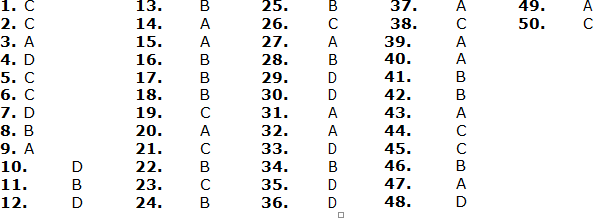 1. C 13. B 25. B 37. A 49. A
2. C 14. A 26. C 38. C 50. C
3. A 15. A 27. A 39. A
4. D 16. B 28. B 40. A
5. C 17. B 29. D 41. B
6. C 18. B 30. D 42. B
7. D 19. C 31. A 43. A
8. B 20. A 32. A 44. C
9. A 21. C 33. D 45. C
10. D 22. B 34. B 46. B
11. B 23. C 35. D 47. A
12. D 24. B 36. D 48. D